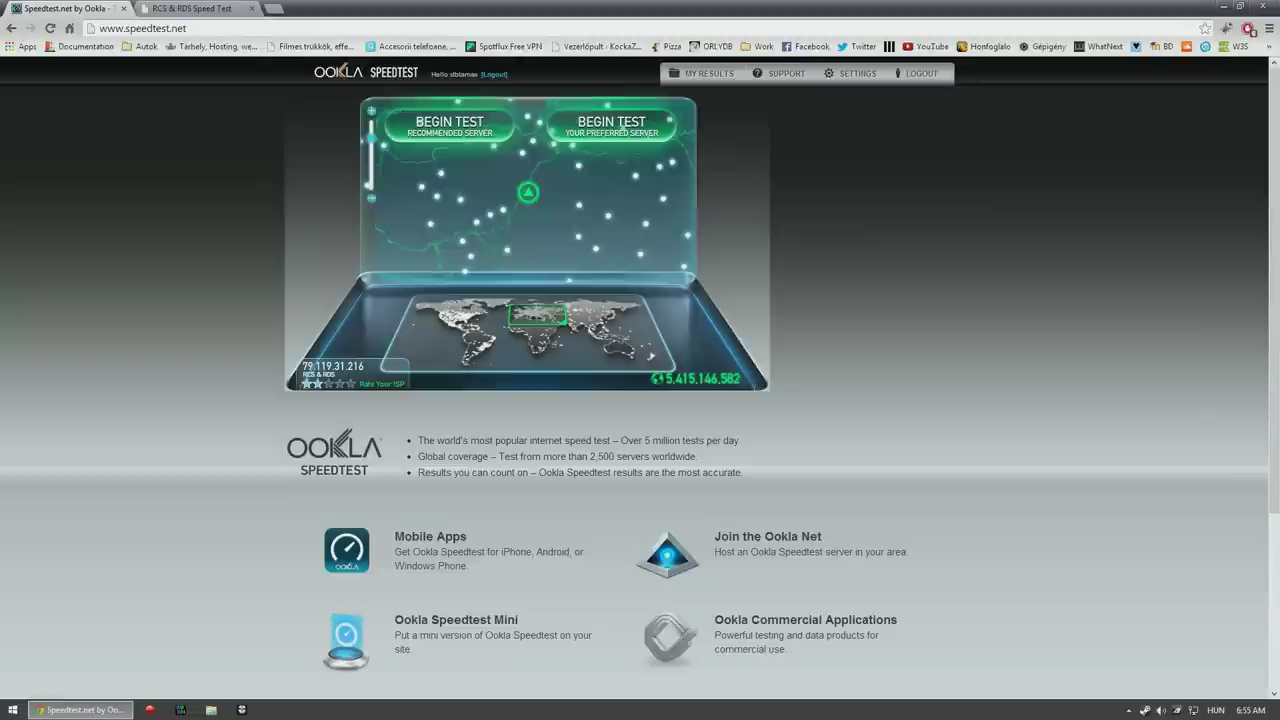 Speedtest.net by Ookla -
RCS & RDS Speed Test
www.speedtest.net
Apps
Documentation
Autok
Tárhely, Hosting, we...
Filmes trükkök, effe...
Accesorii telefoane,...
Spotflux Free VPN
Vezérlőpult - KockaZ...
Pizza
ORLYDB
Work
Facebook
Twitter
YouTube
Honfoglaló
Gépigény
WhatNext
BD
W3S
OOKLA SPEEDTEST
Hello stbtamas [Logout]
MY RESULTS
SUPPORT
SETTINGS
LOGOUT
BEGIN TEST
RECOMMENDED SERVER
BEGIN TEST
YOUR PREFERRED SERVER
79.119.31.216
RCS & RDS
Rate Your ISP
5,415,146,582
OOKLA
SPEEDTEST
• The world's most popular internet speed test – Over 5 million tests per day
• Global coverage – Test from more than 2,500 servers worldwide.
• Results you can count on – Ookla Speedtest results are the most accurate.
Mobile Apps
Get Ookla Speedtest for iPhone, Android, or
Windows Phone.
OOKLA
Join the Ookla Net
Host an Ookla Speedtest server in your area.
Ookla Speedtest Mini
Put a mini version of Ookla Speedtest on your
site.
Ookla Commercial Applications
Powerful testing and data products for
commercial use.
Speedtest.net by Oo...
HUN
6:55 AM